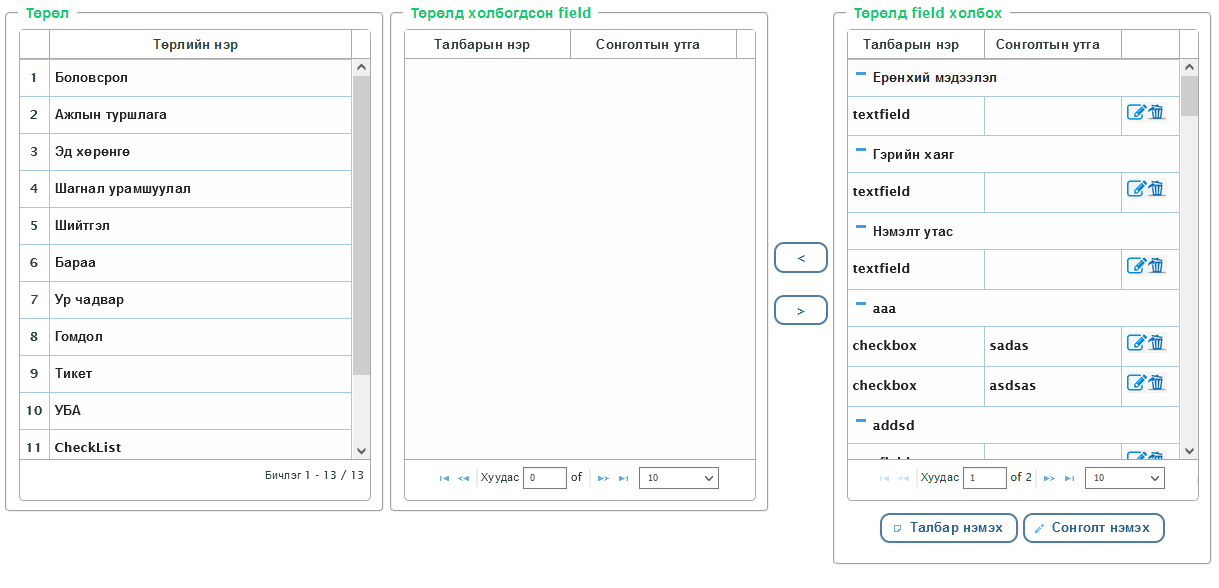 Төрөл
Төрлийн нэр
1 Боловсрол
2 Ажлын туршлага
3 Эд хөрөнгө
4 Шагнал урамшуулал
5 Шийтгэл
6 Бараа
7 Ур чадвар
8 Гомдол
9 Тикет
10 УБА
11 CheckList
Бичлэг 1 - 13 / 13
Төрөлд холбогдсон field
Талбарын нэр Сонголтын утга
Хуудас 0 of 10
<
>
Төрөлд field холбох
Талбарын нэр Сонголтын утга
Ерөнхий мэдээлэл
textfield
Гэрийн хаяг
textfield
Нэмэлт утас
textfield
aaa
checkbox sadas
checkbox asdsas
addsd
Хуудас 1 of 2 10
Талбар нэмэх Сонголт нэмэх